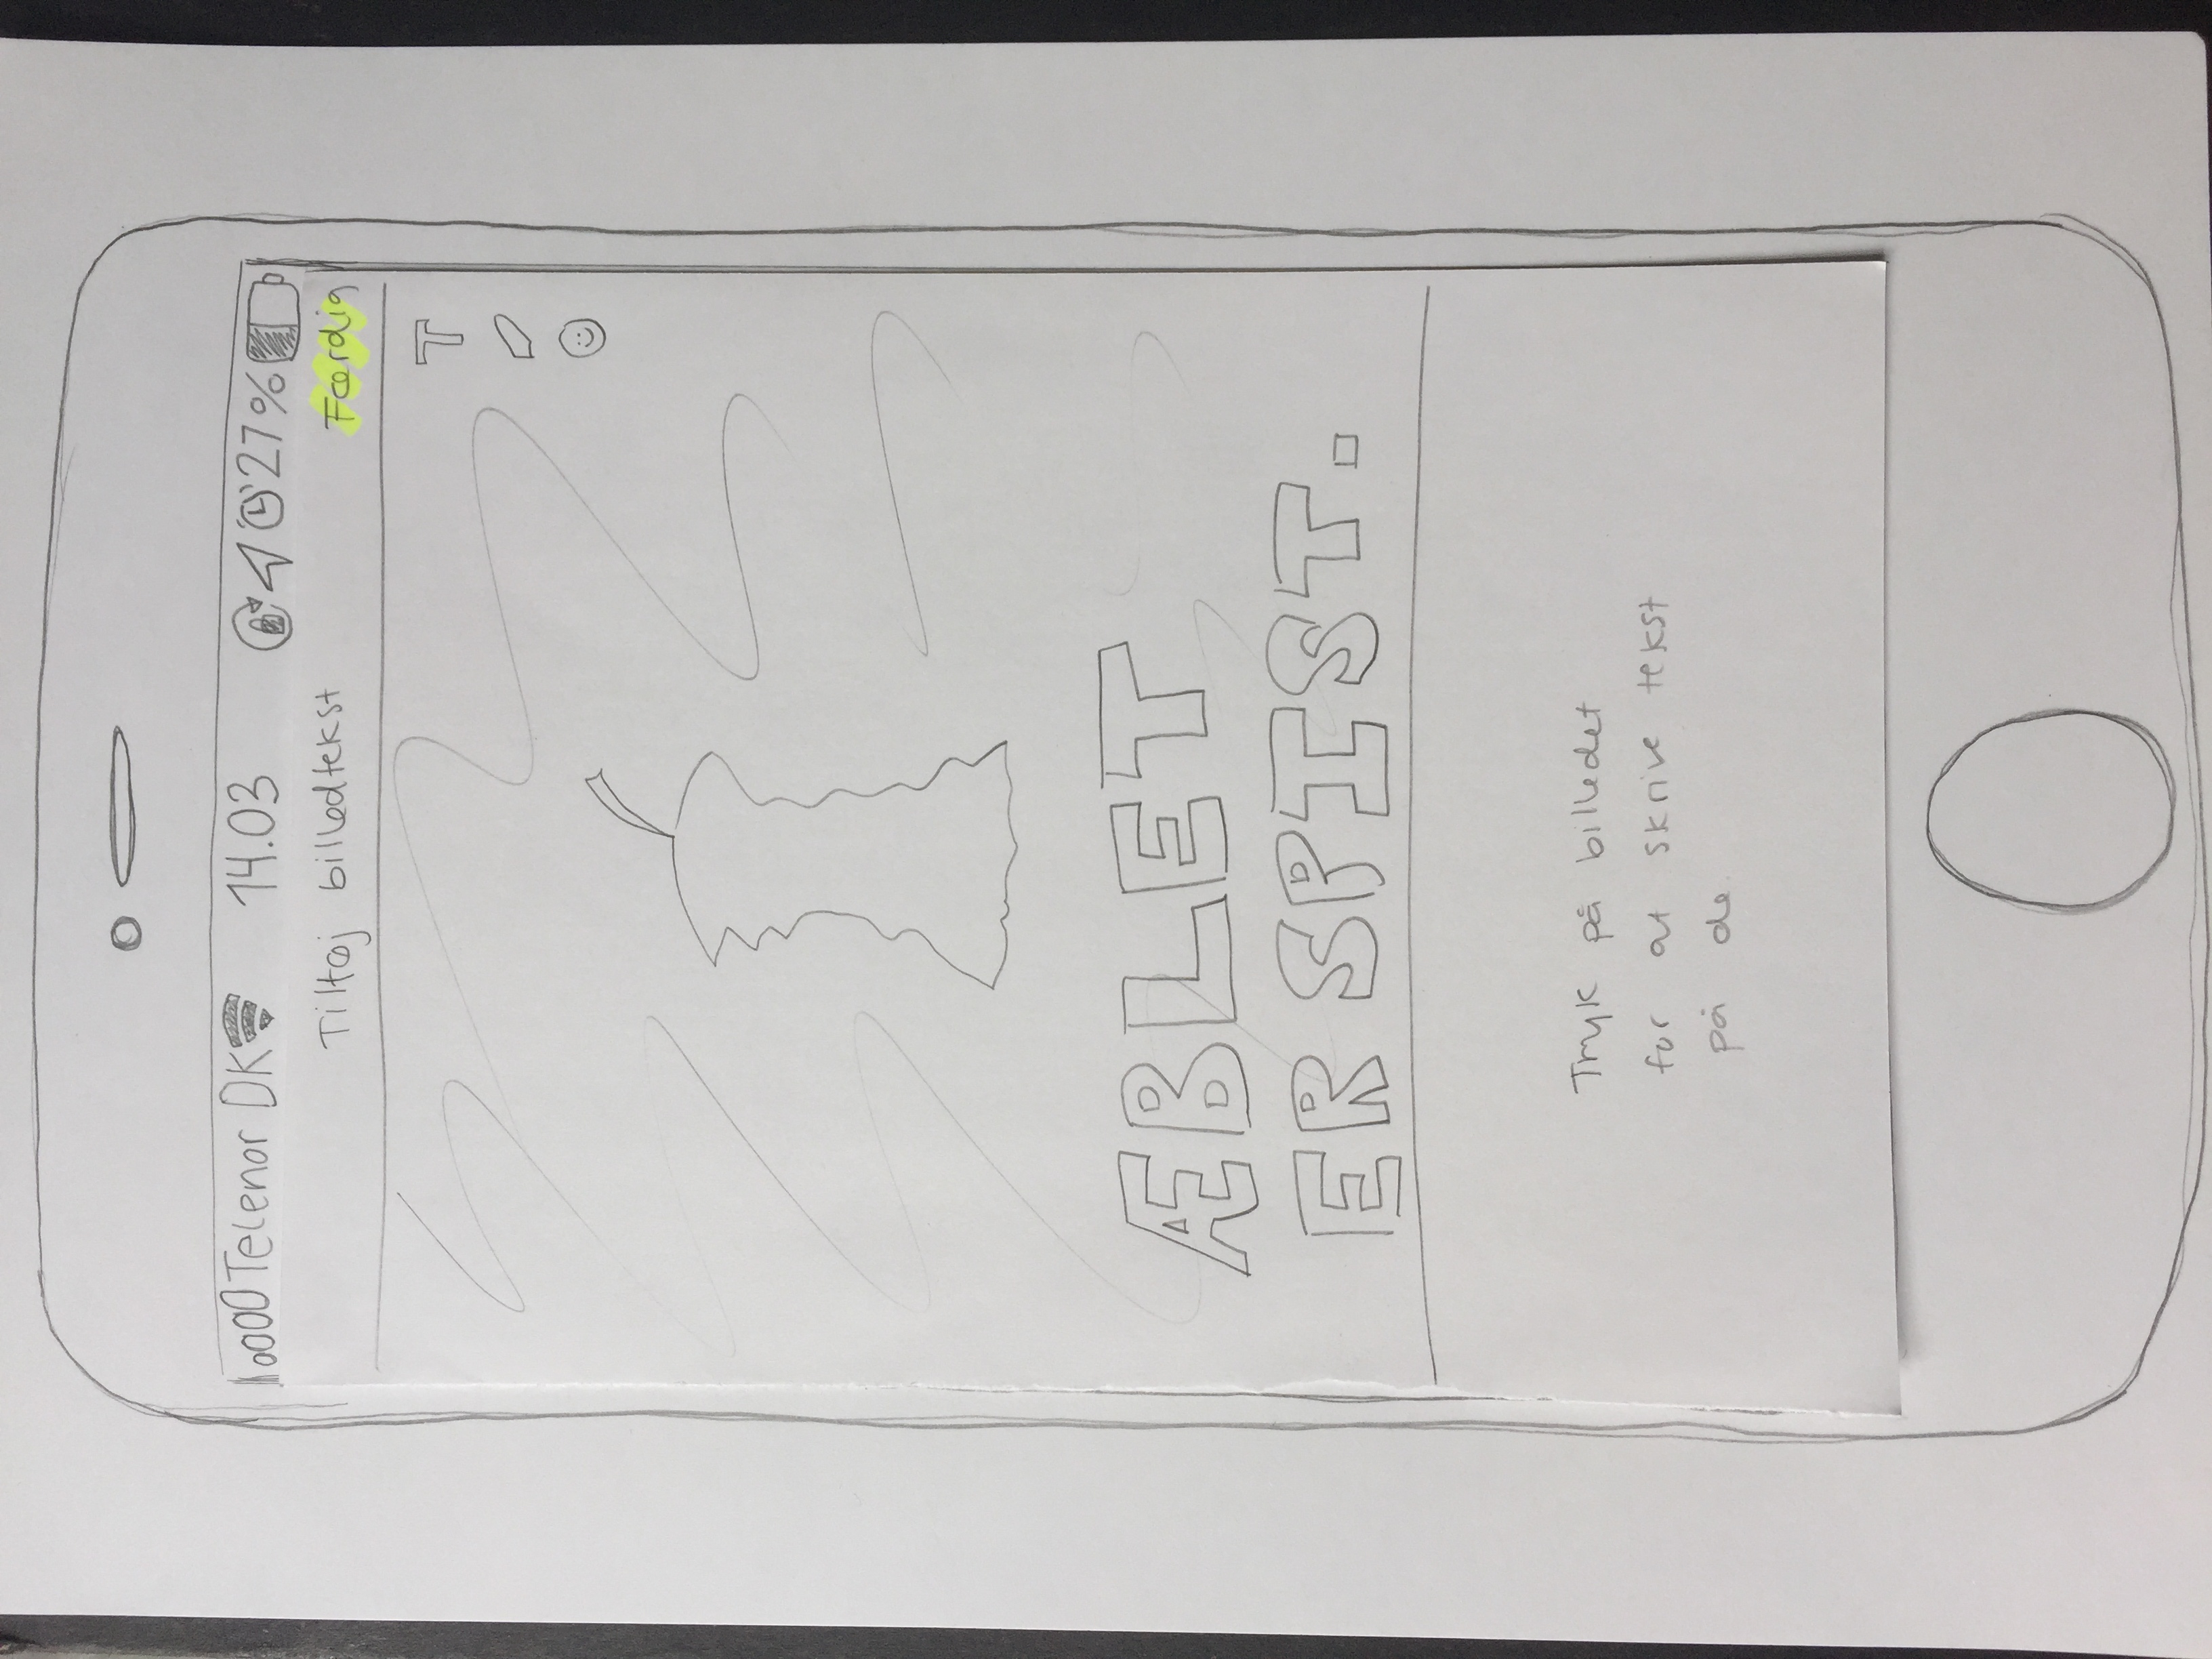 Telenor DK 14.03 27%
Tilføj billedtekst Færdig
T
ÆBLET
ER SPIST.
Tryk på billedet
for at skrive tekst
på de